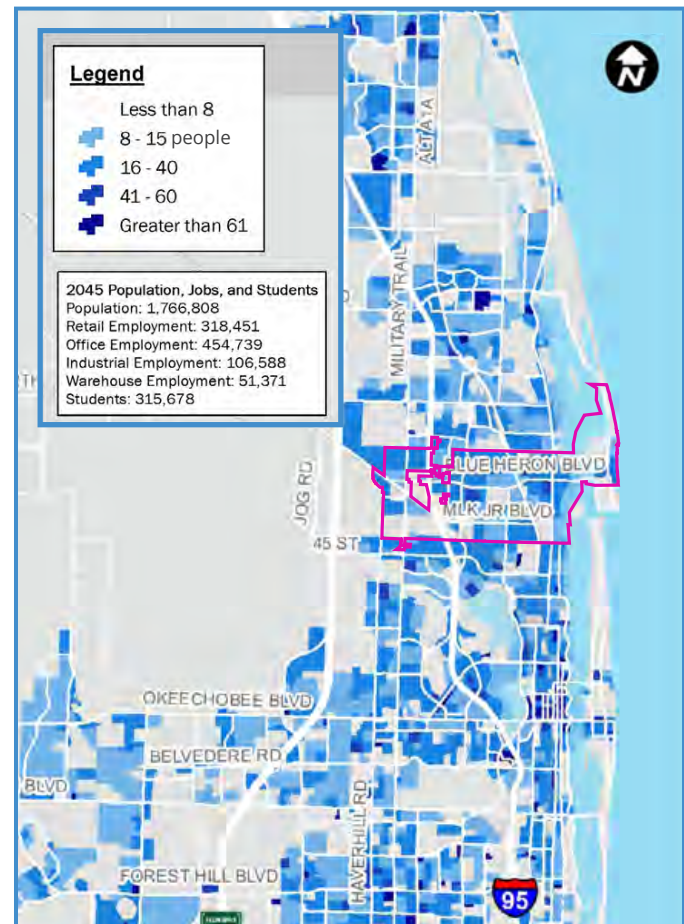 Legend
Less than 8
8 - 15 people
16 - 40
41 - 60
Greater than 61
2045 Population, Jobs, and Students
Population: 1,766,808
Retail Employment: 318,451
Office Employment: 454,739
Industrial Employment: 106,588
Warehouse Employment: 51,371
Students: 315,678
N
ALT A1A
MILITARY TRAIL
BLUE HERON BLVD
JOG RD
MLK JR BLVD
45 ST
OKEECHOBEE BLVD
BELVEDERE RD
BLVD
HAVERHILL RD
FOREST HILL BLVD
95